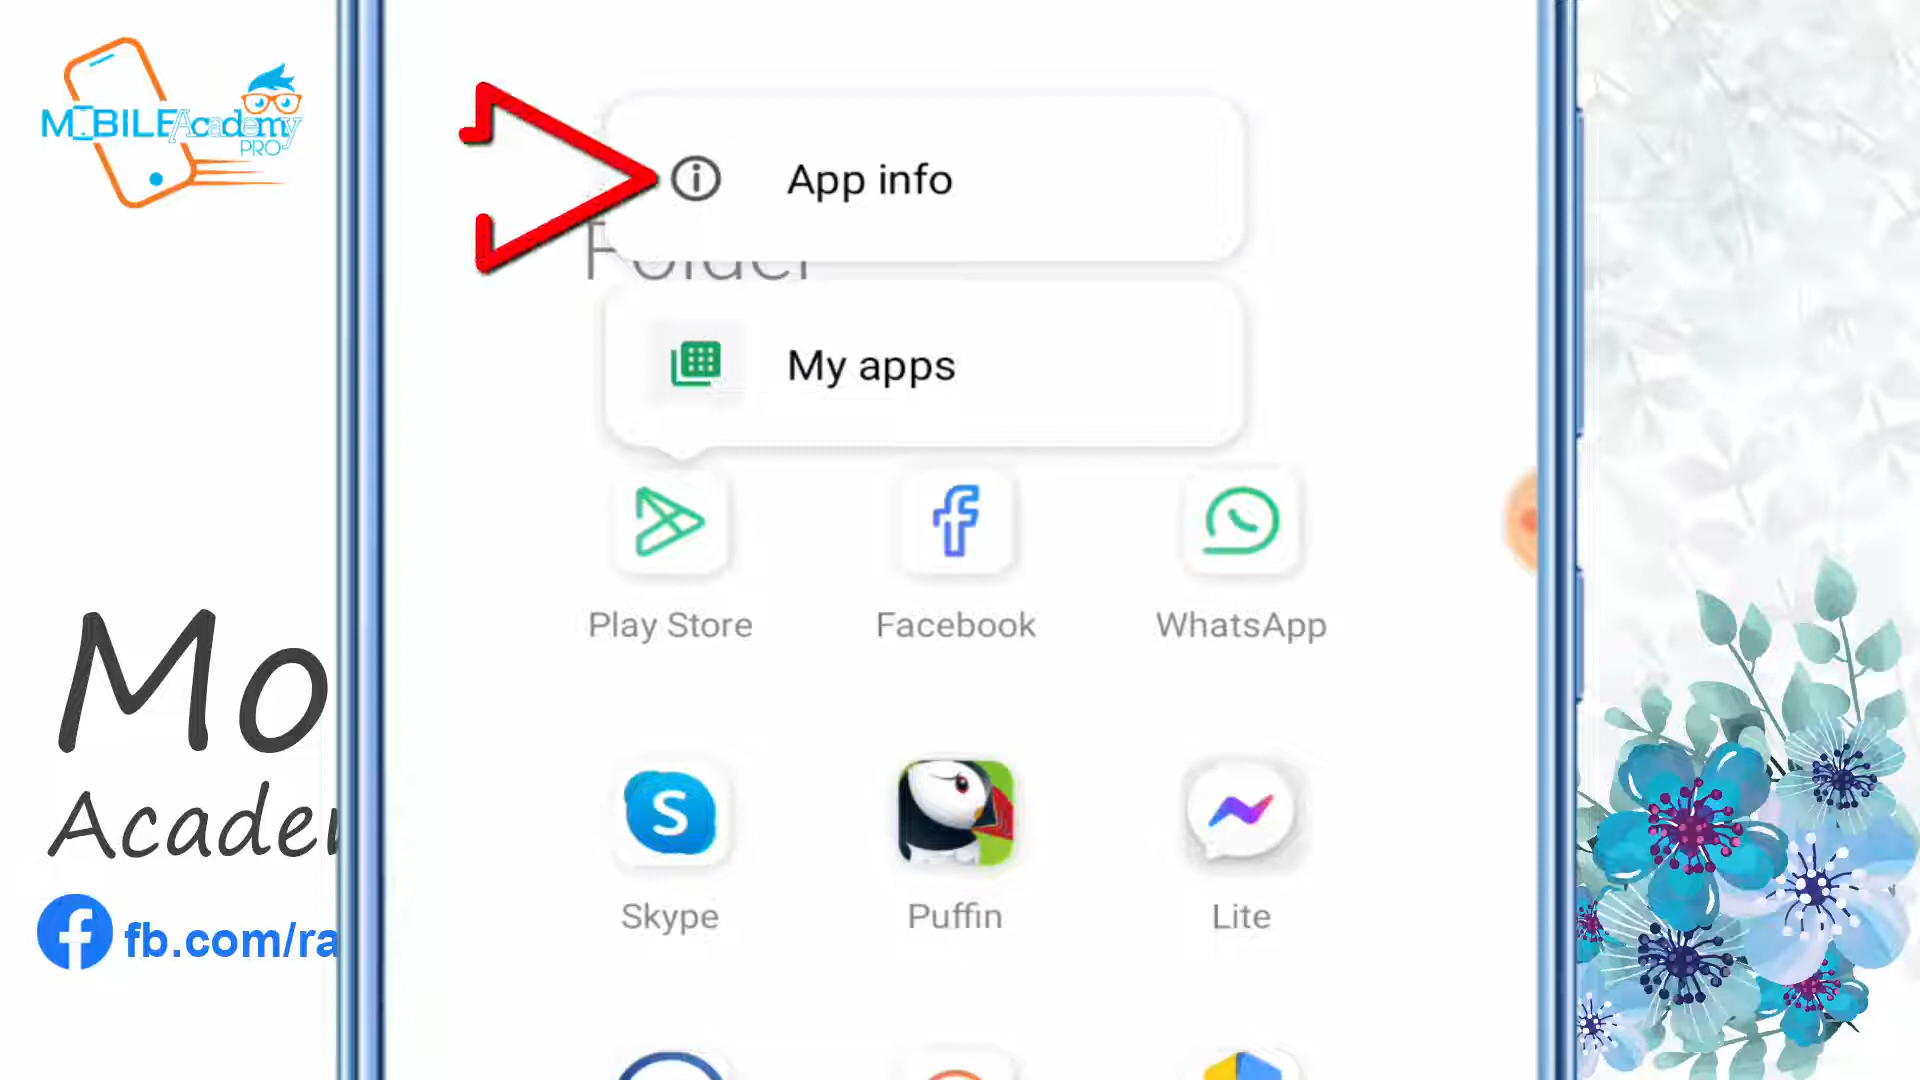 MOBILE Academy
PRO
App info
Folder
My apps
Play Store
Facebook
WhatsApp
Mo
Acade
Skype
Puffin
Lite
fb.com/ra